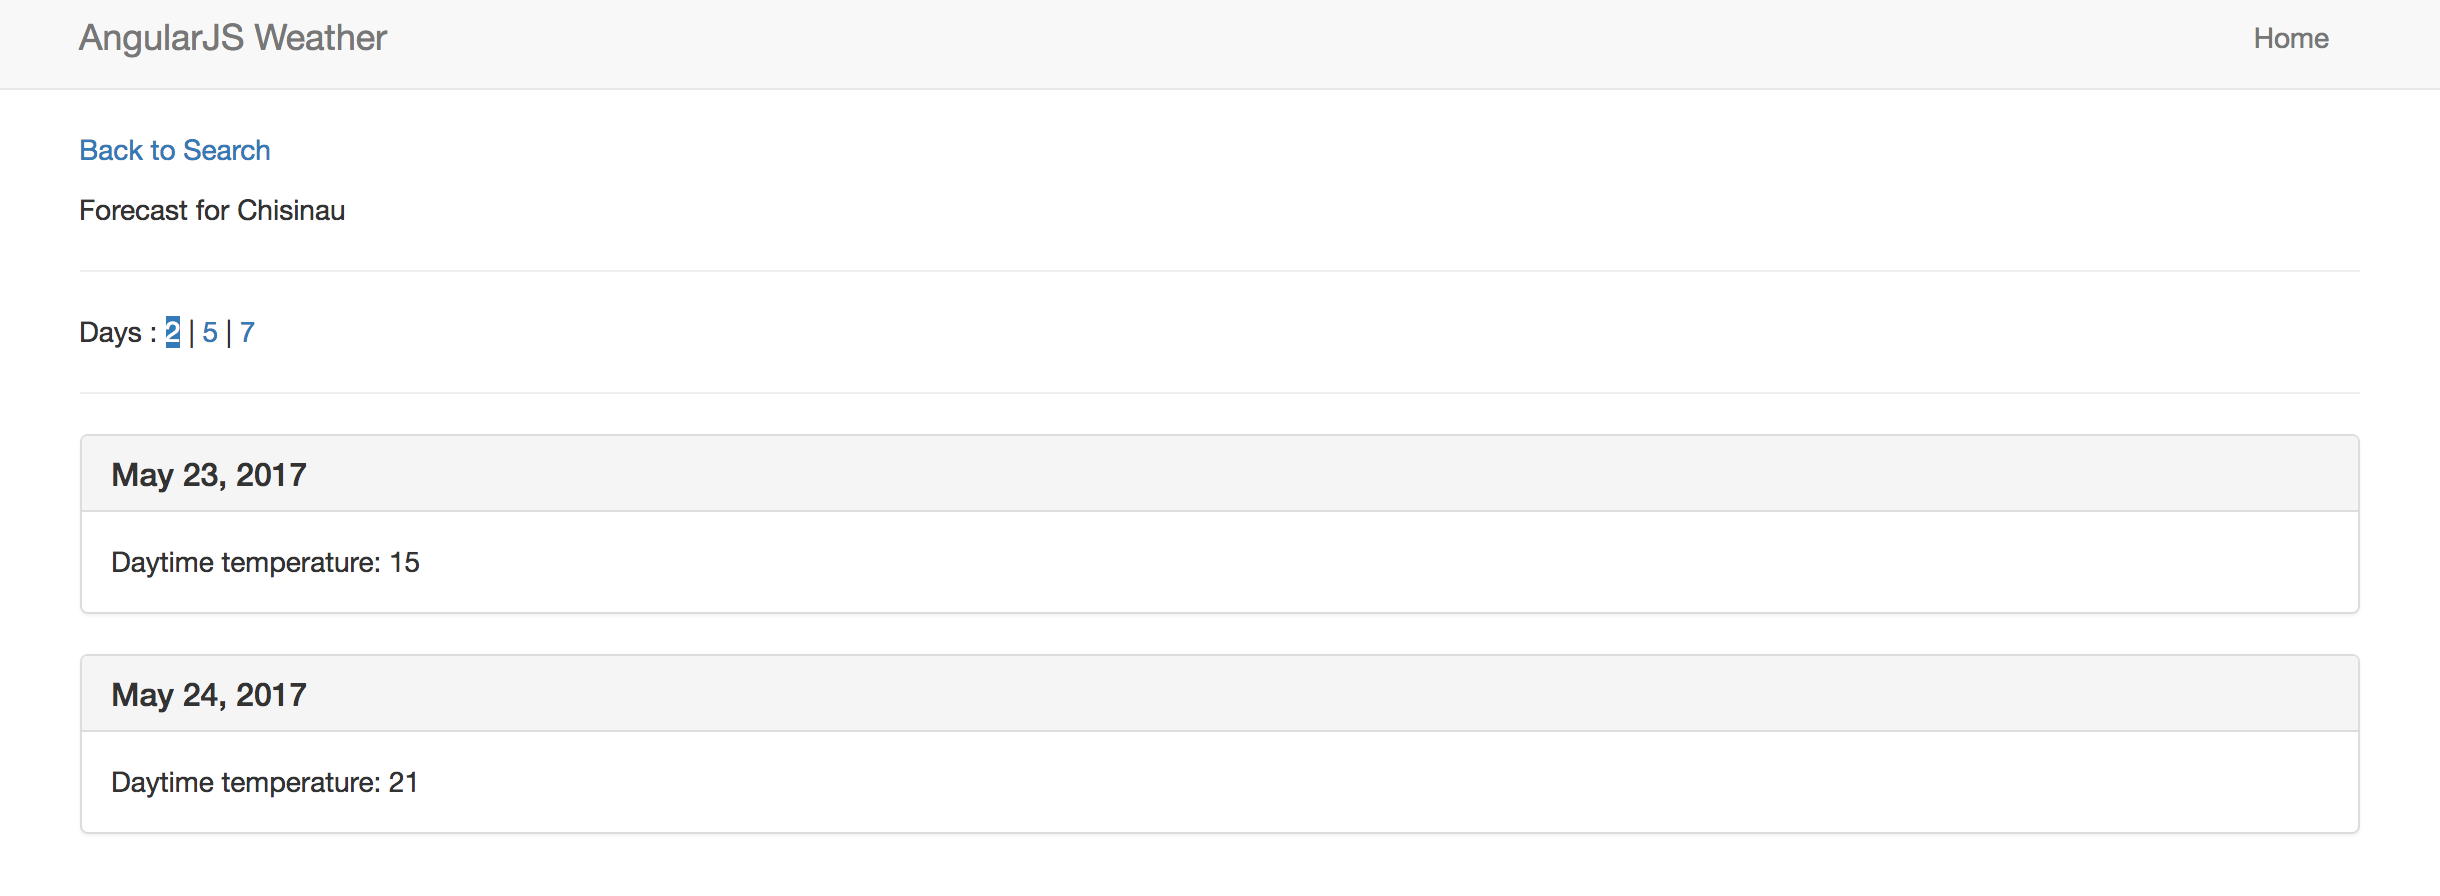 AngularJS Weather Home
Back to Search
Forecast for Chisinau
Days : 2 | 5 | 7
May 23, 2017
Daytime temperature: 15
May 24, 2017
Daytime temperature: 21